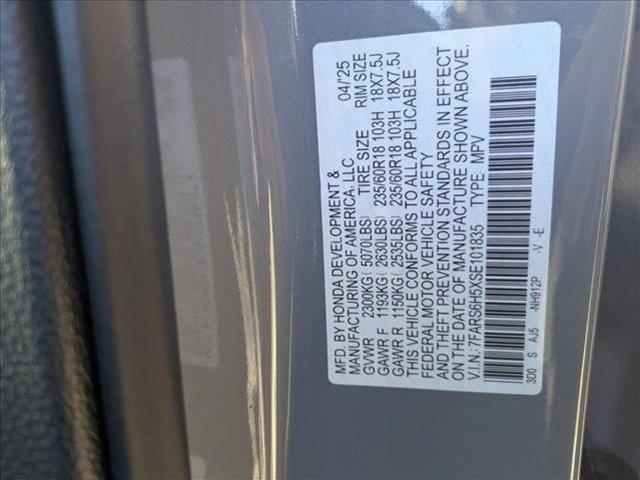 MFD. BY HONDA DEVELOPMENT &
MANUFACTURING OF AMERICA, LLC 04/'25
GVWR 2300KG ( 5070LBS) TIRE SIZE RIM SIZE
GAWR F 1193KG ( 2630LBS) 235/60R18 103H 18X7.5J
GAWR R 1150KG ( 2535LBS) 235/60R18 103H 18X7.5J
THIS VEHICLE CONFORMS TO ALL APPLICABLE
FEDERAL MOTOR VEHICLE SAFETY
AND THEFT PREVENTION STANDARDS IN EFFECT
ON THE DATE OF MANUFACTURE SHOWN ABOVE.
V.I.N.:7FARS6H5XSE101835 TYPE: MPV
3D0 S AJ5 -NH912P -V -E